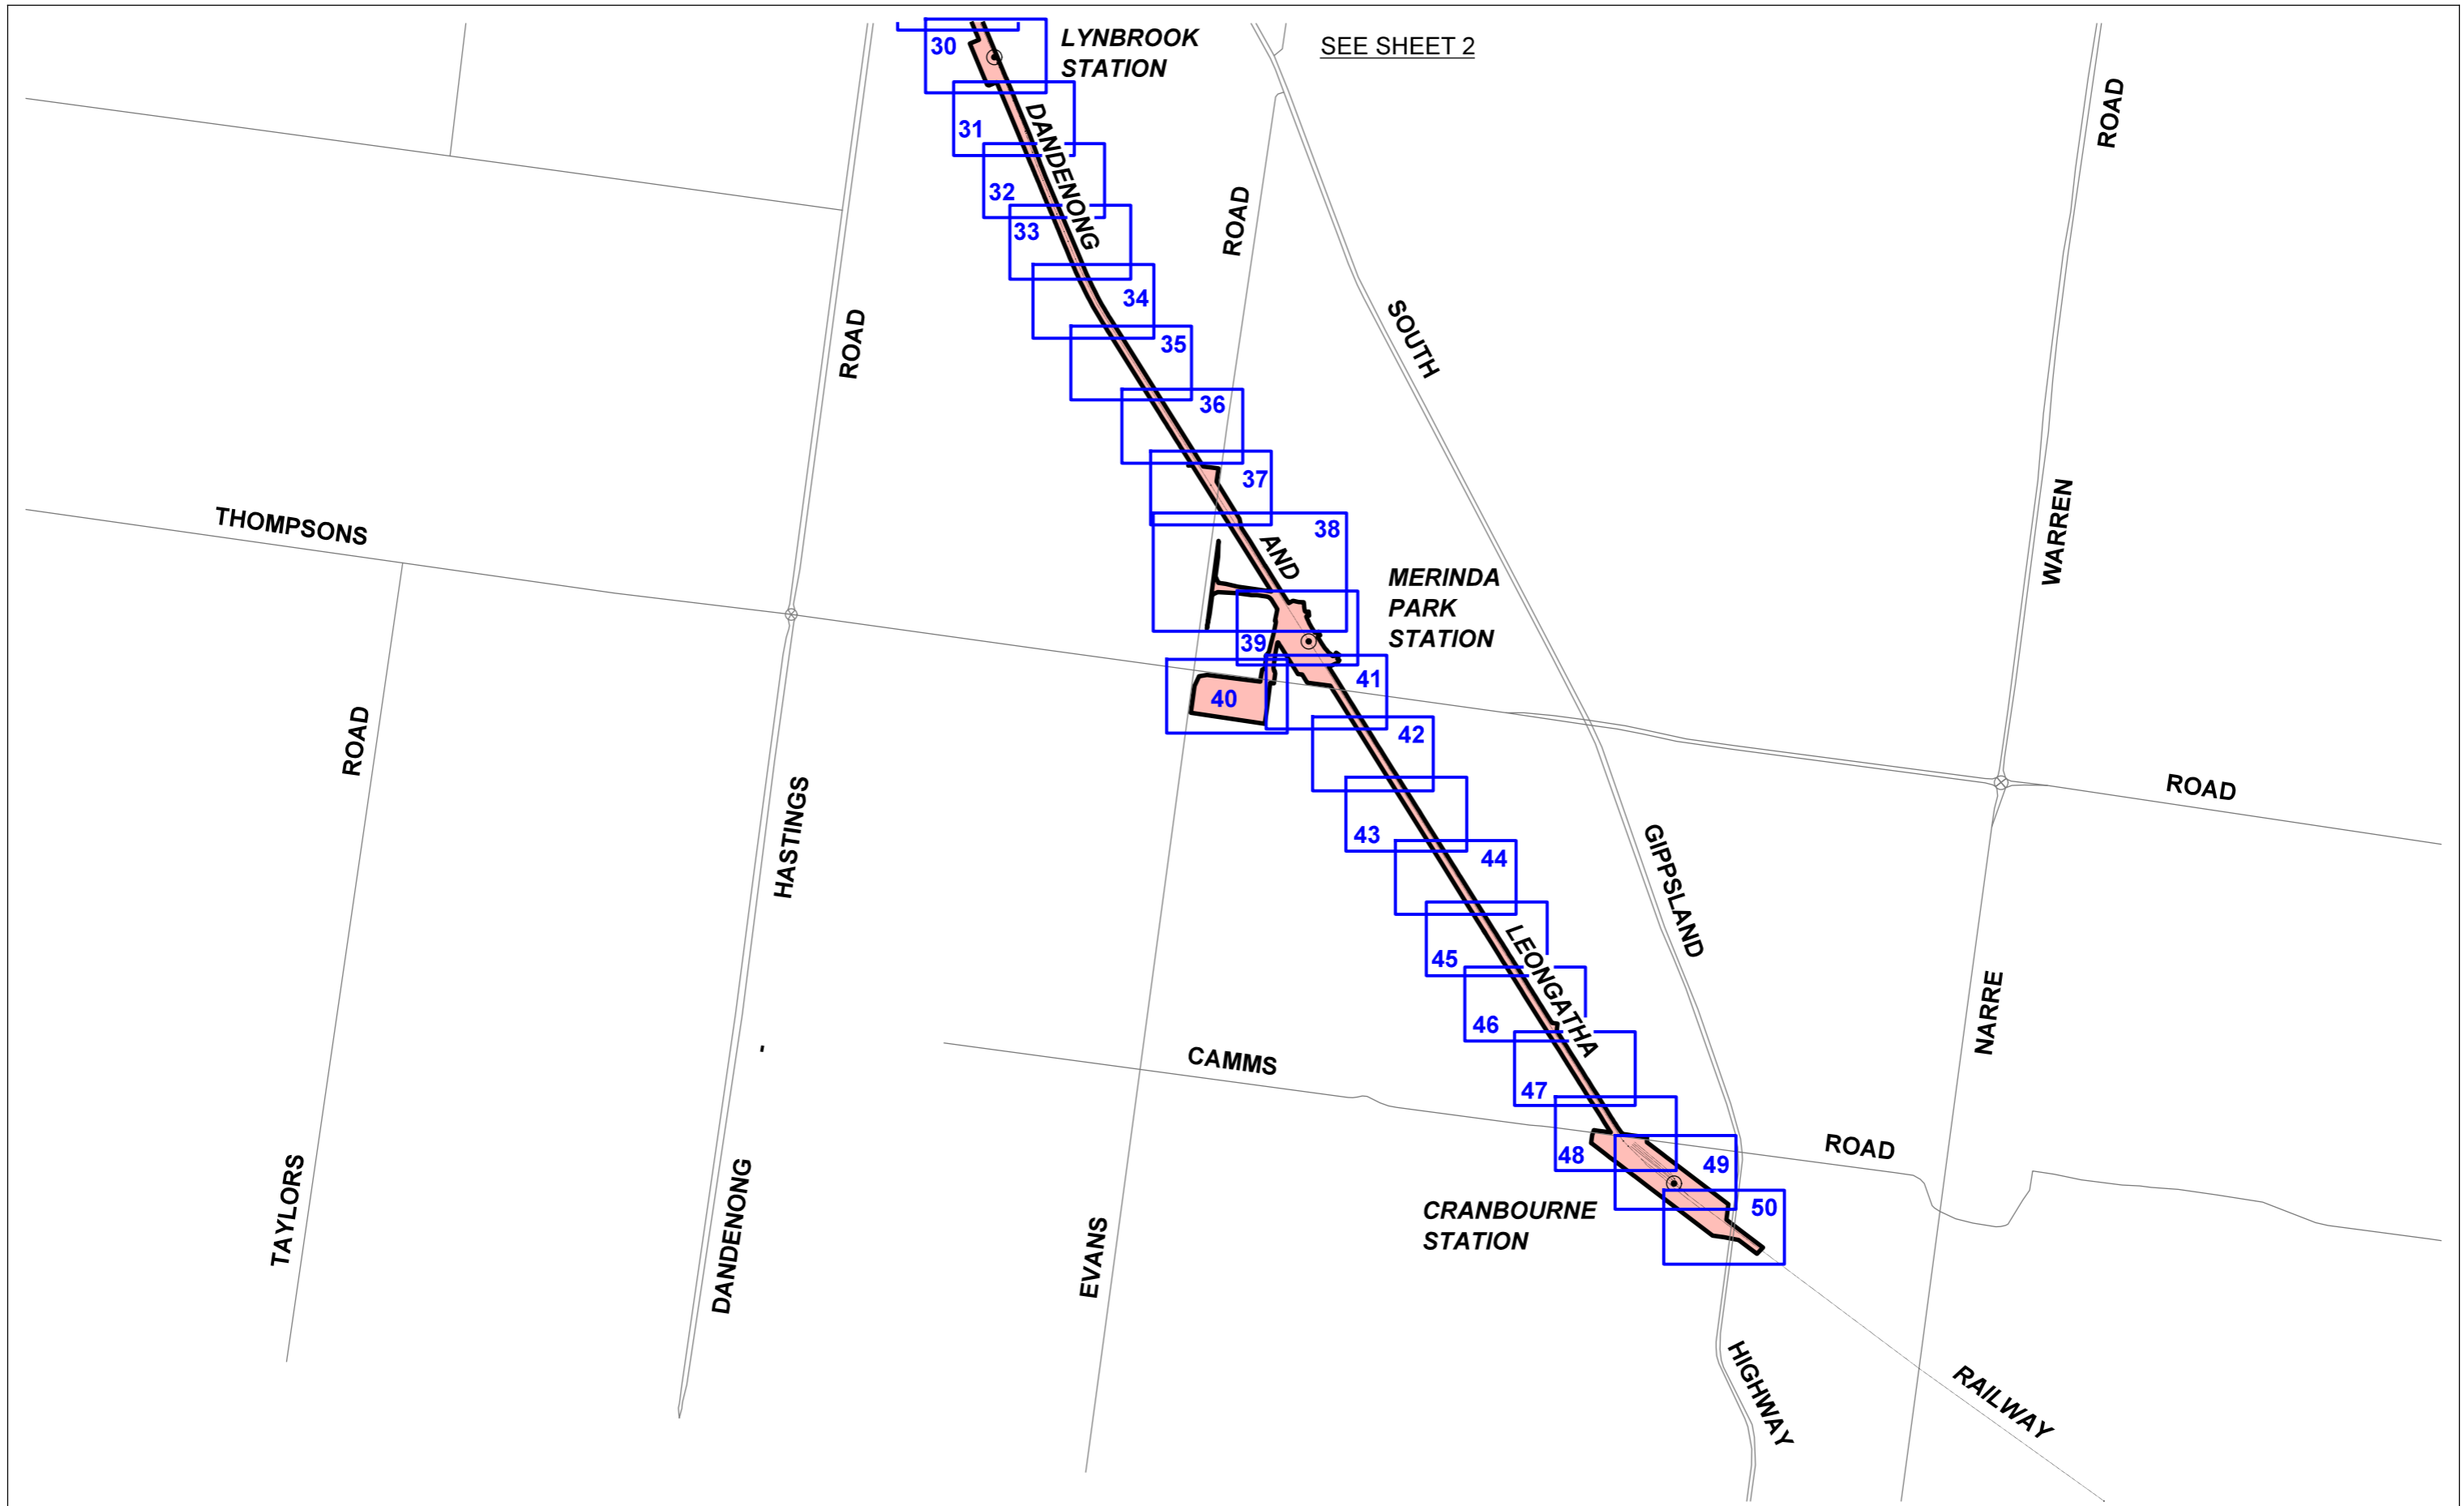 SEE SHEET 2
LYNBROOK
STATION
30
31
32
33
34
35
36
37
38
39
40
41
42
43
44
45
46
47
48
49
50
DANDENONG
AND
LEONGATHA
RAILWAY
MERINDA
PARK
STATION
CRANBOURNE
STATION
THOMPSONS
ROAD
TAYLORS
ROAD
DANDENONG
HASTINGS
ROAD
EVANS
ROAD
SOUTH
GIPPSLAND
HIGHWAY
NARRE
WARREN
ROAD
CAMMS
ROAD